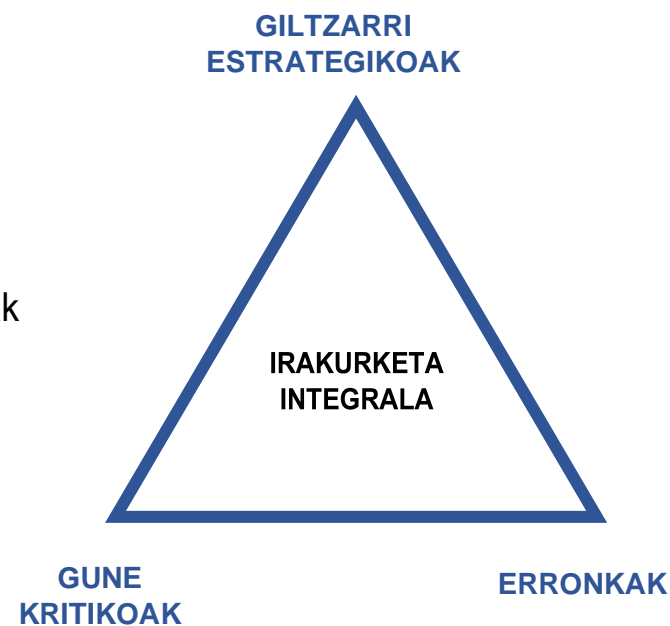 GILTZARRI
ESTRATEGIKOAK
k
IRAKURKETA
INTEGRALA
GUNE
KRITIKOAK
ERRONKAK